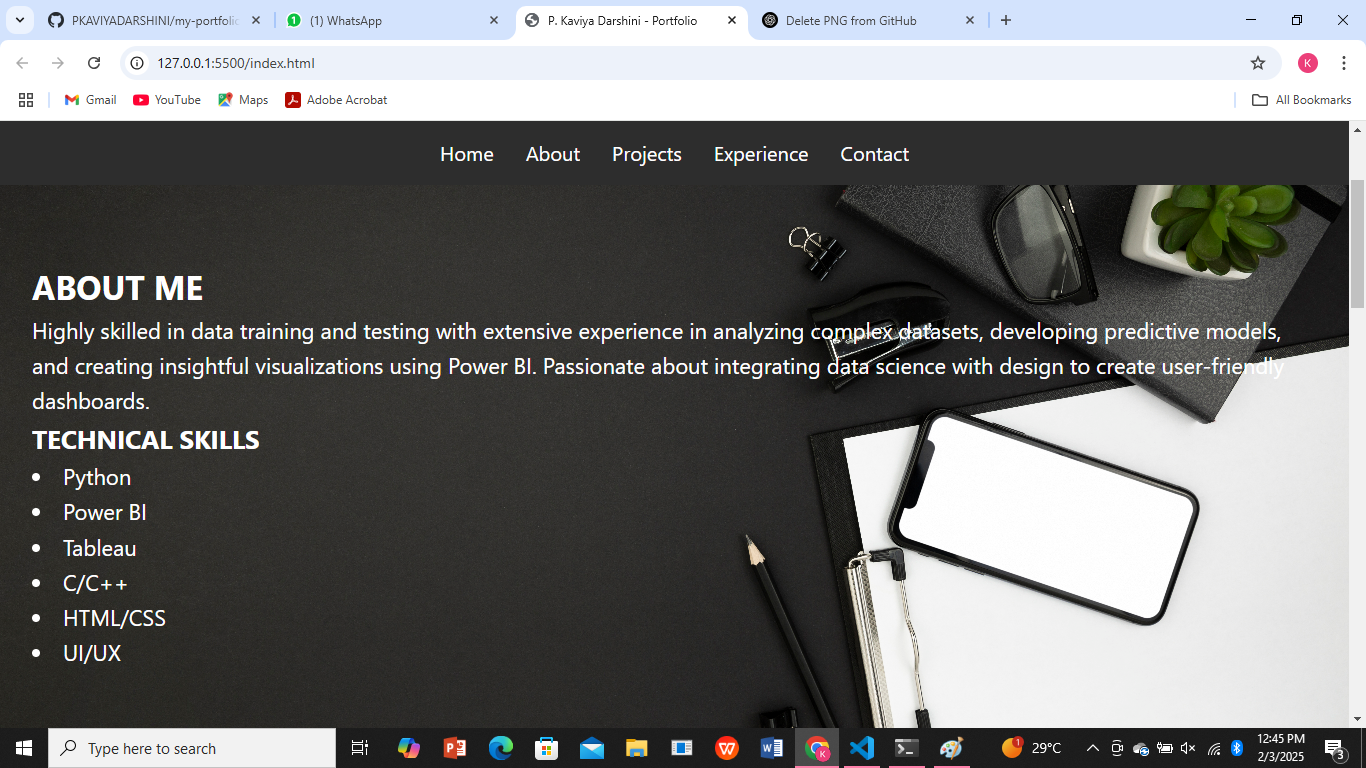 PKAVIYADARSHINI/my-portfolio
(1) WhatsApp
P. Kaviya Darshini - Portfolio
Delete PNG from GitHub
127.0.0.1:5500/index.html
K
Gmail
YouTube
Maps
Adobe Acrobat
All Bookmarks
Home
About
Projects
Experience
Contact
ABOUT ME
Highly skilled in data training and testing with extensive experience in analyzing complex datasets, developing predictive models,
and creating insightful visualizations using Power BI. Passionate about integrating data science with design to create user-friendly
dashboards.
TECHNICAL SKILLS
Python
Power BI
Tableau
C/C++
HTML/CSS
UI/UX
Type here to search
29°C
12:45 PM
2/3/2025
3